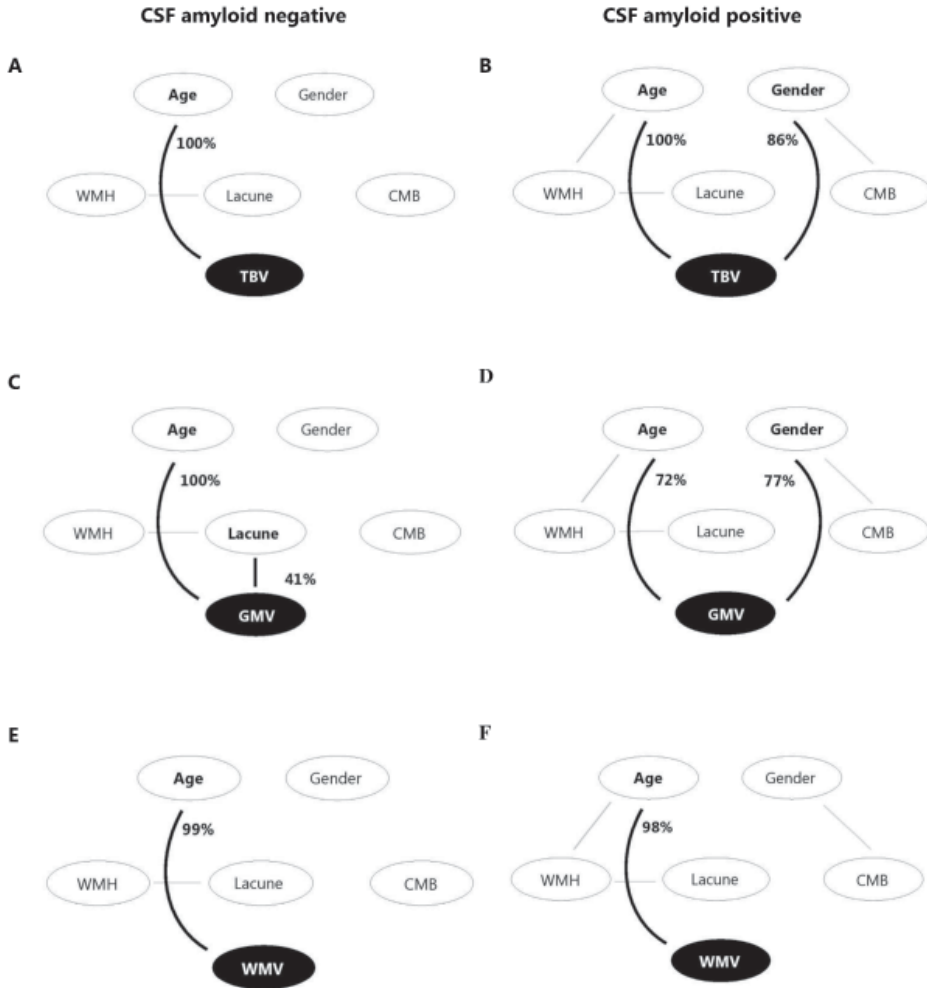 CSF amyloid negative
CSF amyloid positive
A
Age
Gender
100%
WMH
Lacune
CMB
TBV
B
Age
Gender
100%
86%
WMH
Lacune
CMB
TBV
C
Age
Gender
100%
WMH
Lacune
CMB
41%
GMV
D
Age
Gender
72%
77%
WMH
Lacune
CMB
GMV
E
Age
Gender
99%
WMH
Lacune
CMB
WMV
F
Age
Gender
98%
WMH
Lacune
CMB
WMV